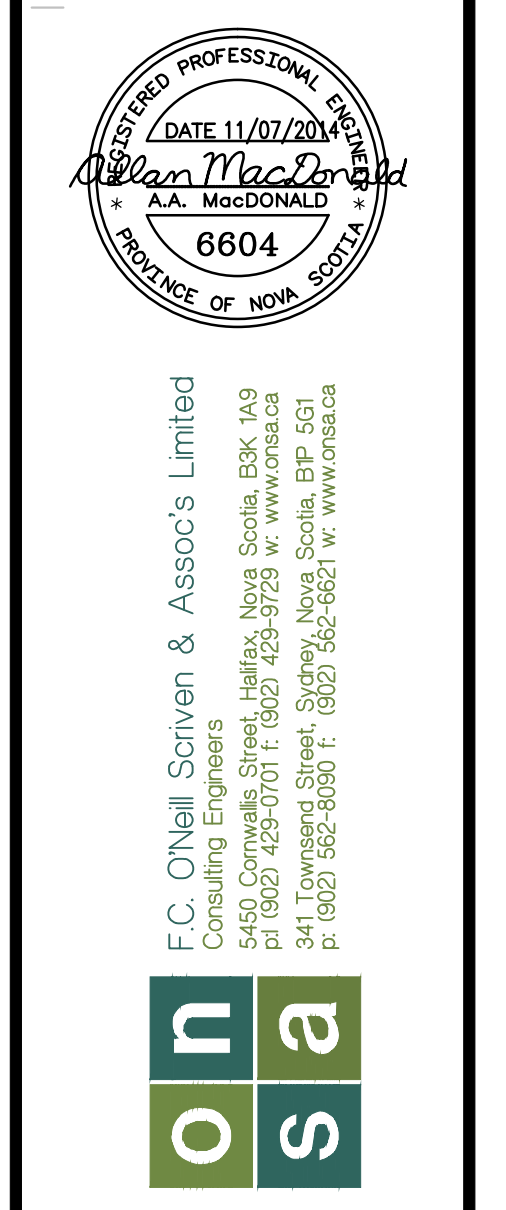 REGISTERED PROFESSIONAL ENGINEER
DATE 11/07/2014
Allan MacDonald
A.A. MacDONALD
6604
* PROVINCE OF NOVA SCOTIA *
F.C. O'Neill Scriven & Assoc's Limited
Consulting Engineers
5450 Cornwallis Street, Halifax, Nova Scotia, B3K 1A9
p:l (902) 429-0701 f: (902) 429-9729 w: www.onsa.ca
341 Townsend Street, Sydney, Nova Scotia, B1P 5G1
p: (902) 562-8090 f: (902) 562-6621 w: www.onsa.ca
on
sa